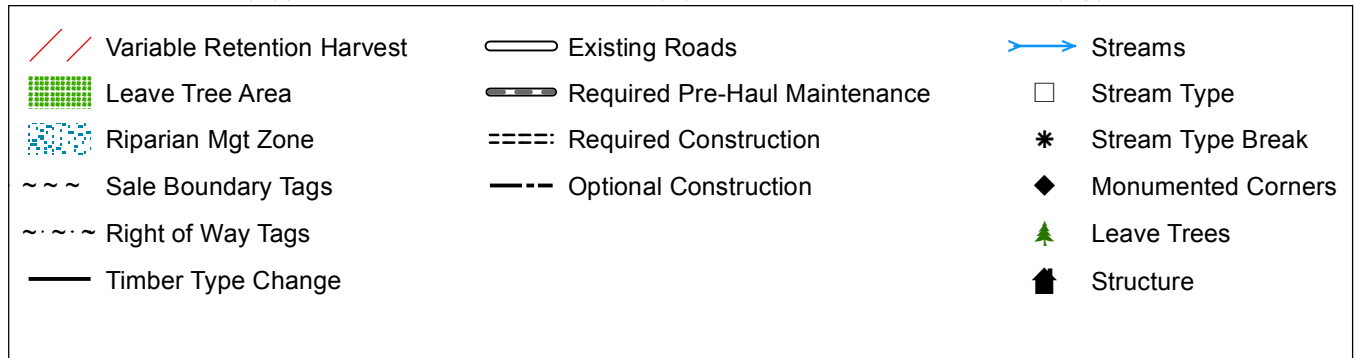 Variable Retention Harvest
Leave Tree Area
Riparian Mgt Zone
Sale Boundary Tags
Right of Way Tags
Timber Type Change
Existing Roads
Required Pre-Haul Maintenance
Required Construction
Optional Construction
Streams
Stream Type
Stream Type Break
Monumented Corners
Leave Trees
Structure